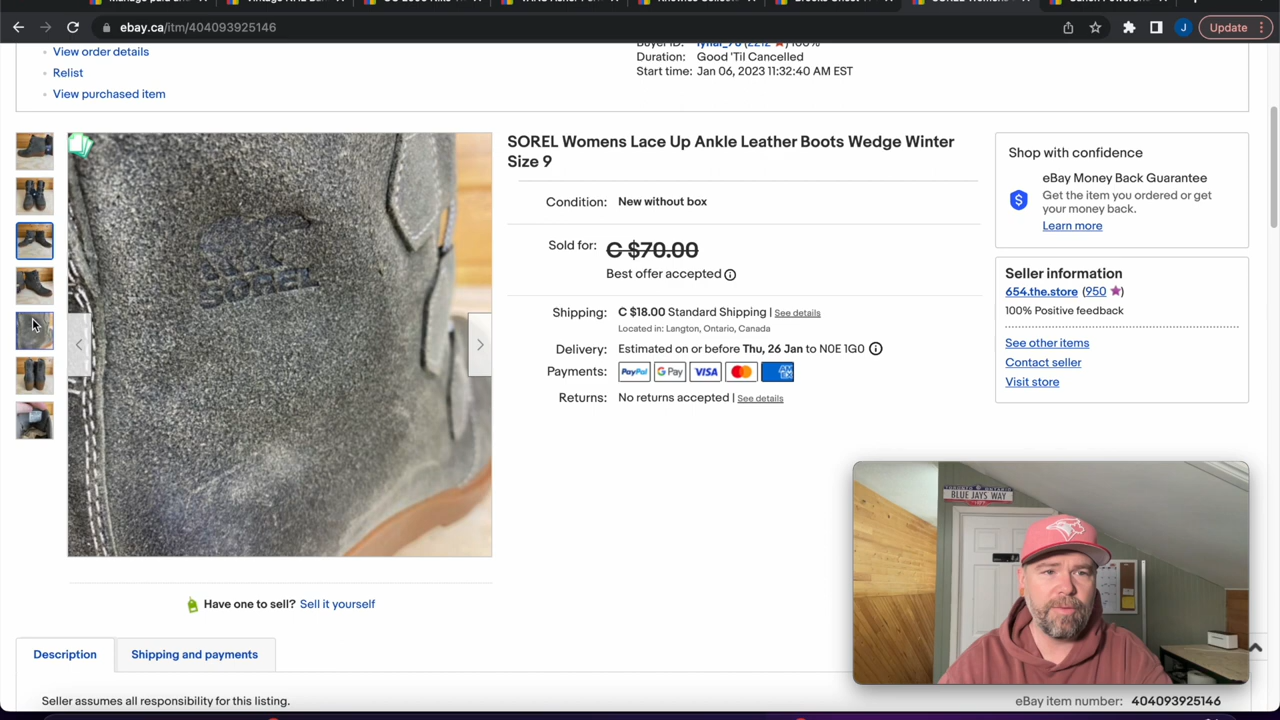 ebay.ca/itm/404093925146
J
Update
View order details
Relist
View purchased item
Duration: Good 'Til Cancelled
Start time: Jan 06, 2023 11:32:40 AM EST
SOREL
SOREL Womens Lace Up Ankle Leather Boots Wedge Winter
Size 9
Condition: New without box
Sold for: C $70.00
Best offer accepted
Shipping: C $18.00 Standard Shipping | See details
Located in: Langton, Ontario, Canada
Delivery: Estimated on or before Thu, 26 Jan to N0E 1G0
Payments: PayPal G Pay VISA
Returns: No returns accepted | See details
Shop with confidence
eBay Money Back Guarantee
Get the item you ordered or get
your money back.
Learn more
Seller information
654.the.store (950)
100% Positive feedback
See other items
Contact seller
Visit store
BLUE JAYS WAY
Have one to sell? Sell it yourself
Description
Shipping and payments
Seller assumes all responsibility for this listing.
eBay item number: 404093925146